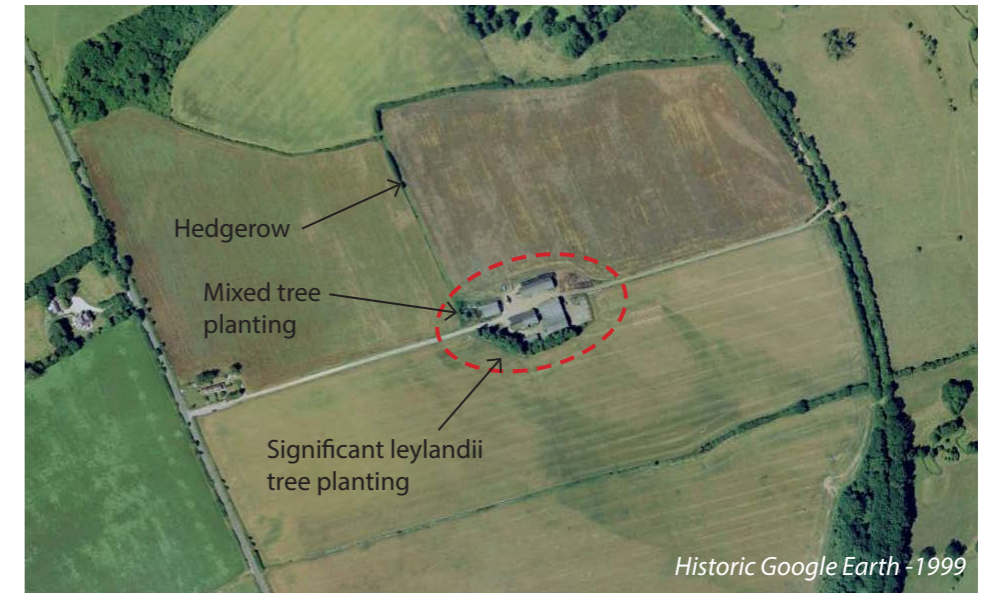 Hedgerow
Mixed tree
planting
Significant leylandii
tree planting
Historic Google Earth -1999